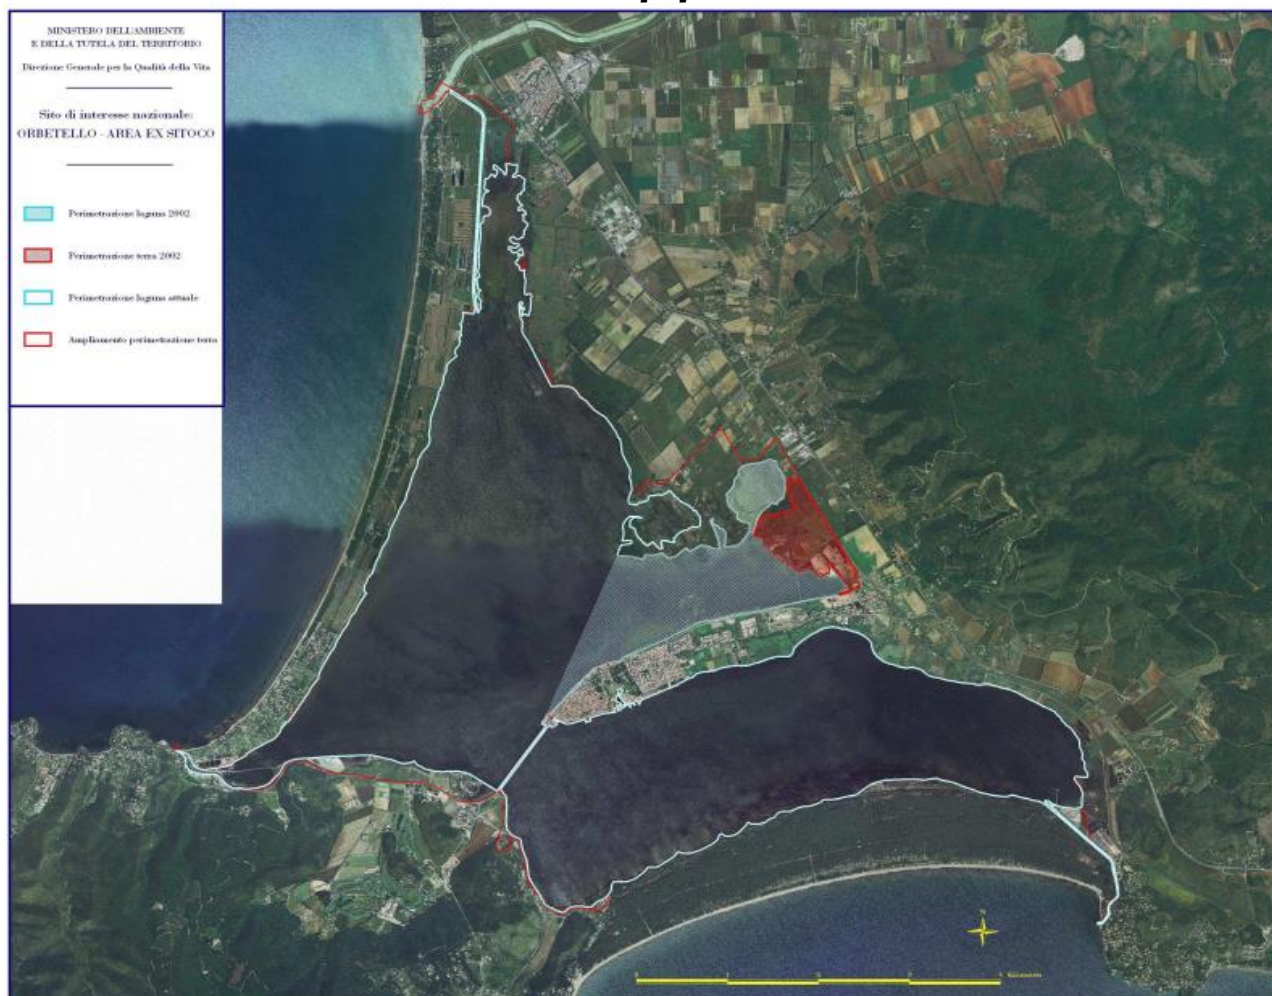 MINISTERO DELL'AMBIENTE
E DELLA TUTELA DEL TERRITORIO
Direzione Generale per la Qualità della Vita
Sito di interesse nazionale:
ORBETELLO - AREA EX SITOCO
Perimetrazione laguna 2002
Perimetrazione terra 2002
Perimetrazione laguna attuale
Ampliamento perimetrazione terra